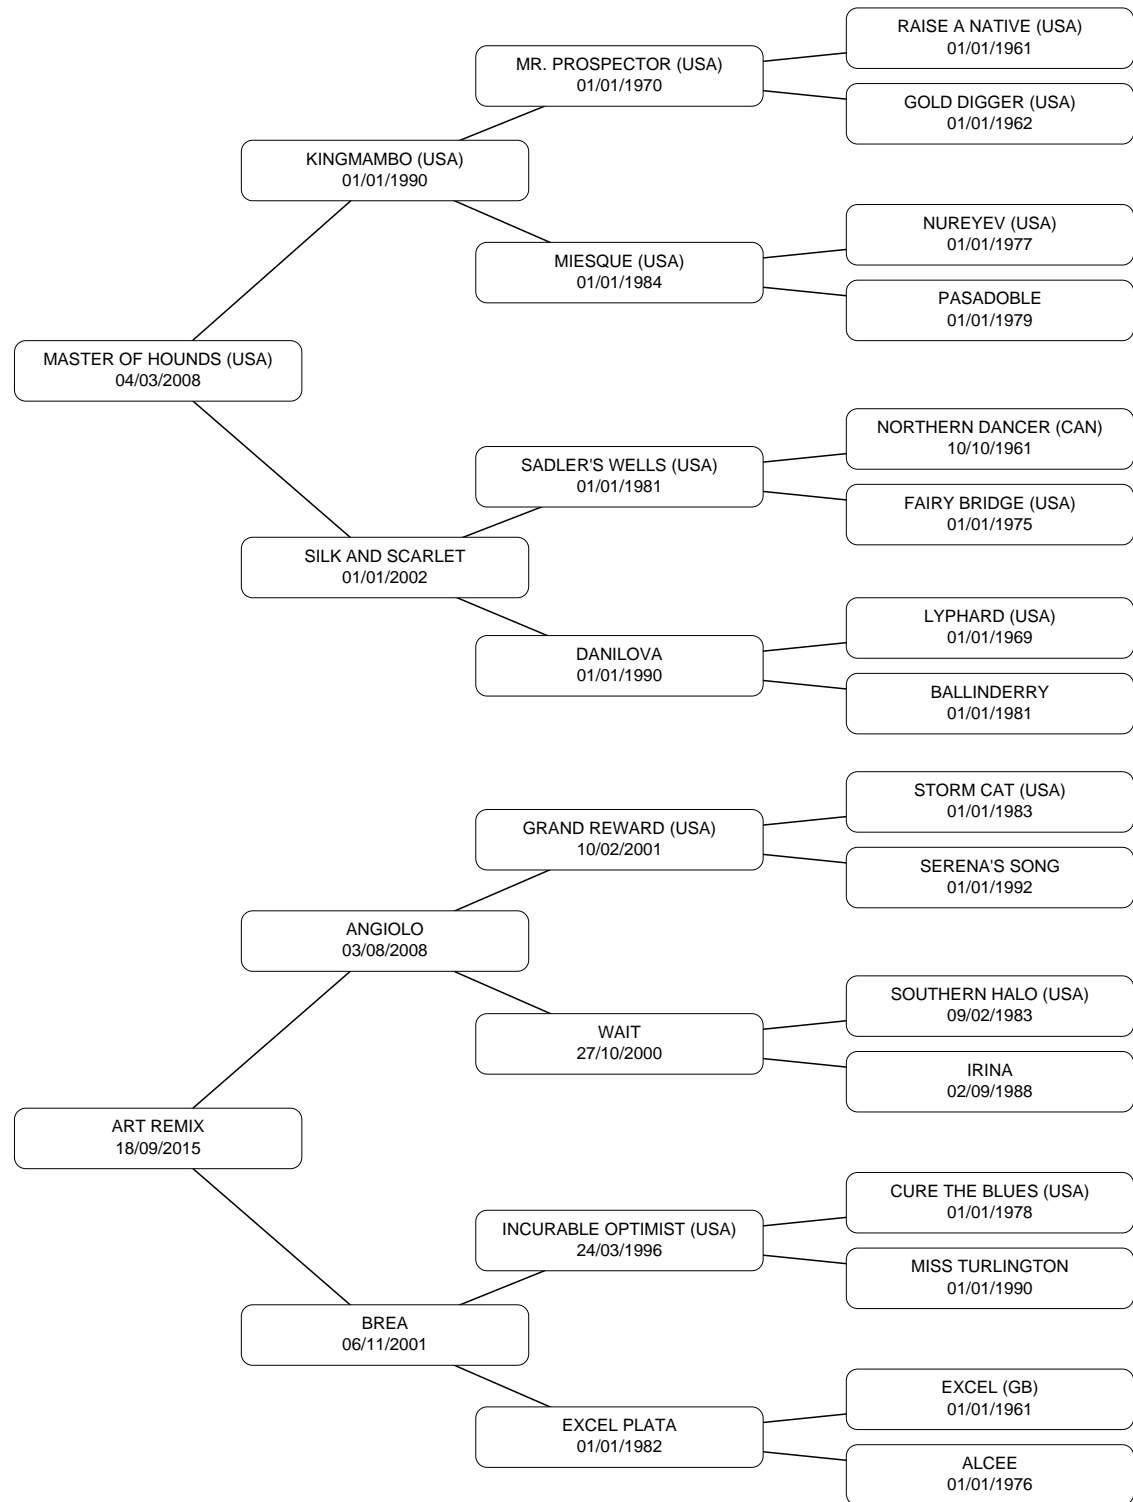 RAISE A NATIVE (USA)
01/01/1961
MR. PROSPECTOR (USA)
01/01/1970
GOLD DIGGER (USA)
01/01/1962
KINGMAMBO (USA)
01/01/1990
NUREYEV (USA)
01/01/1977
MIESQUE (USA)
01/01/1984
PASADOBLE
01/01/1979
MASTER OF HOUNDS (USA)
04/03/2008
NORTHERN DANCER (CAN)
10/10/1961
SADLER'S WELLS (USA)
01/01/1981
FAIRY BRIDGE (USA)
01/01/1975
SILK AND SCARLET
01/01/2002
LYPHARD (USA)
01/01/1969
DANILOVA
01/01/1990
BALLINDERRY
01/01/1981
STORM CAT (USA)
01/01/1983
GRAND REWARD (USA)
10/02/2001
SERENA'S SONG
01/01/1992
ANGIOLO
03/08/2008
SOUTHERN HALO (USA)
09/02/1983
WAIT
27/10/2000
IRINA
02/09/1988
ART REMIX
18/09/2015
CURE THE BLUES (USA)
01/01/1978
INCURABLE OPTIMIST (USA)
24/03/1996
MISS TURLINGTON
01/01/1990
BREA
06/11/2001
EXCEL (GB)
01/01/1961
EXCEL PLATA
01/01/1982
ALCEE
01/01/1976